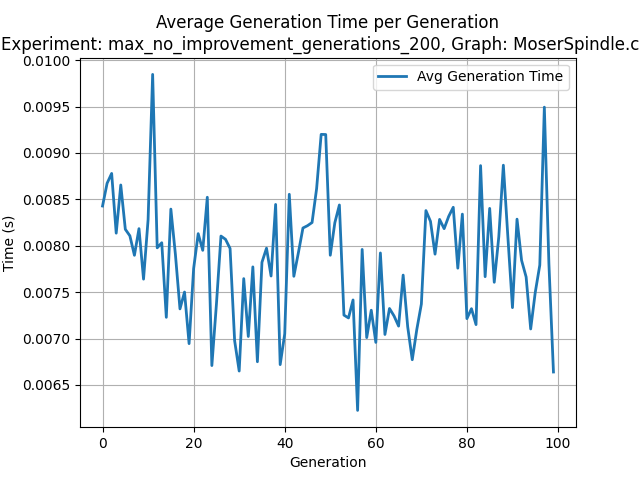 Average Generation Time per Generation
Experiment: max_no_improvement_generations_200, Graph: MoserSpindle.c
0.0100
0.0095
0.0090
0.0085
0.0080
0.0075
0.0070
0.0065
Time (s)
Avg Generation Time
0 20 40 60 80 100
Generation